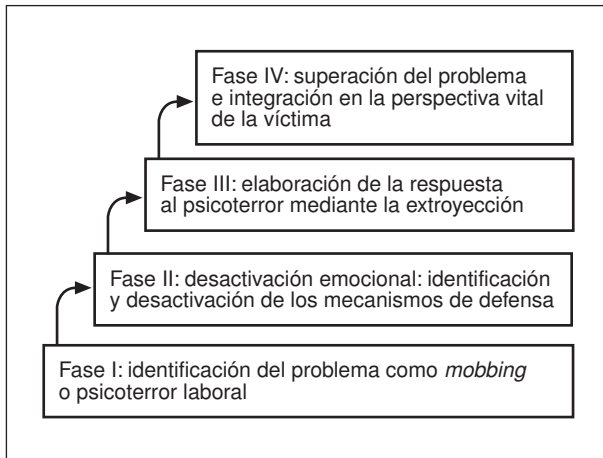 Fase IV: superación del problema
e integración en la perspectiva vital
de la víctima
Fase III: elaboración de la respuesta
al psicoterror mediante la extroyección
Fase II: desactivación emocional: identificación
y desactivación de los mecanismos de defensa
Fase I: identificación del problema como mobbing
o psicoterror laboral